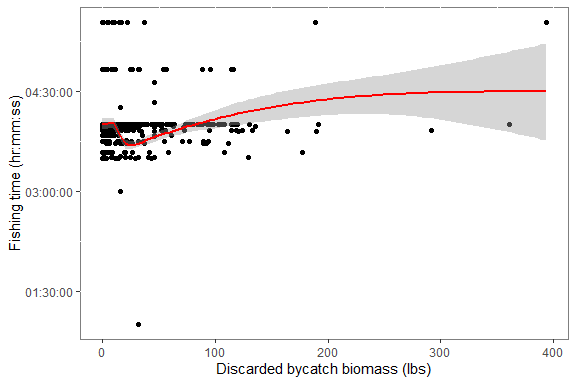 04:30:00
03:00:00
01:30:00
Fishing time (hr:mm:ss)
0 100 200 300 400
Discarded bycatch biomass (lbs)